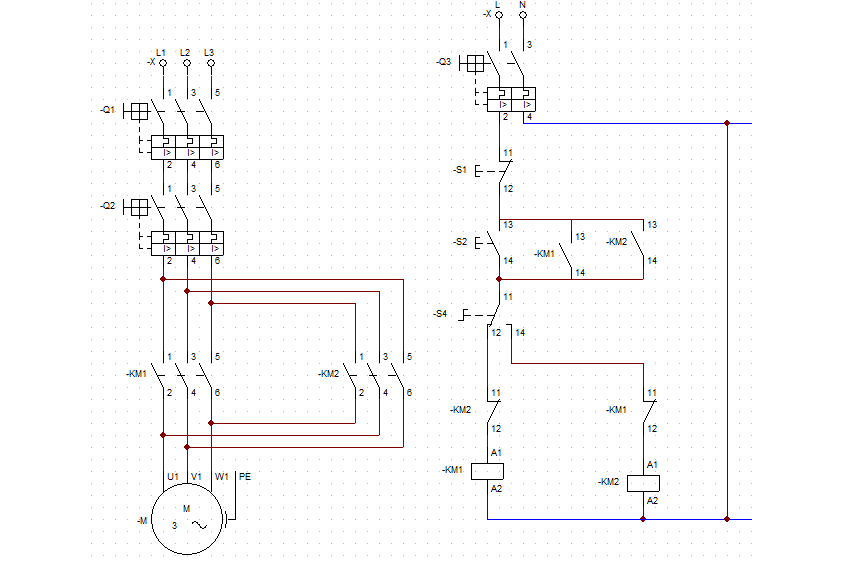 L1 L2 L3
-X
1 3 5
-Q1
I> I> I>
2 4 6
1 3 5
-Q2
I> I> I>
2 4 6
1 3 5
-KM1
2 4 6
1 3 5
-KM2
2 4 6
U1 V1 W1 PE
M
-M
3
L N
-X
1 3
-Q3
I> I>
2 4
11
-S1
12
13
-S2
14
13
-KM1
14
13
-KM2
14
11
-S4
12 14
11
-KM2
12
A1
-KM1
A2
11
-KM1
12
A1
-KM2
A2